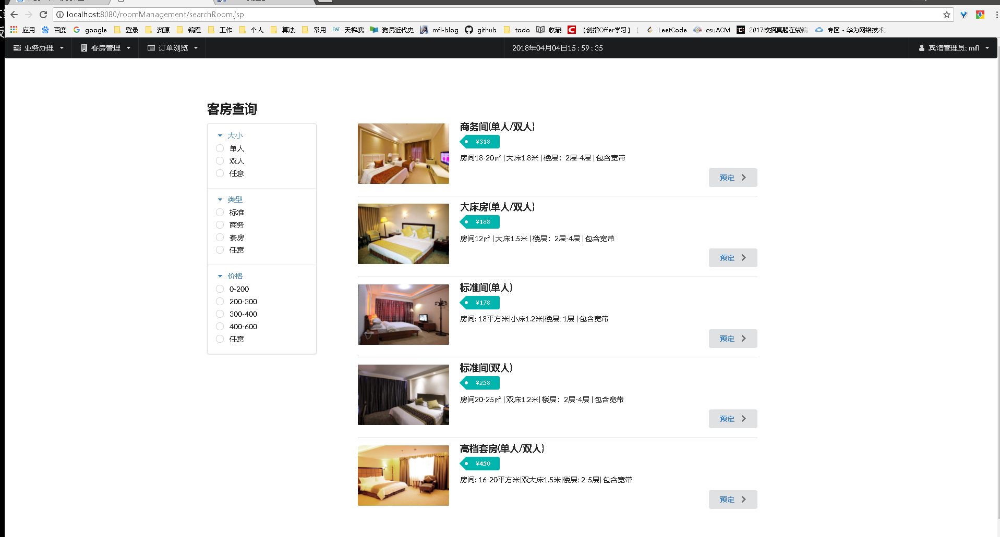 localhost:8080/roomManagement/searchRoom.jsp
应用 百度 google 登录 资源 编程 工作 个人 算法 常用 PAT 天梯赛 狗屁近代史 mfl-blog github todo 收藏 【剑指Offer学习】 LeetCode csuACM 2017校招真题在线编 专区 - 华为网络技术
业务办理 客房管理 订单浏览 2018年04月04日15 : 59 : 35 宾馆管理员: mfl
客房查询
大小
单人
双人
任意
类型
标准
商务
套房
任意
价格
0-200
200-300
300-400
400-600
任意
商务间(单人/双人)
¥318
房间18-20㎡ | 大床1.8米 | 楼层：2层-4层 | 包含宽带
预定
大床房(单人/双人)
¥188
房间12㎡ | 大床1.5米 | 楼层：2层-4层 | 包含宽带
预定
标准间(单人)
¥178
房间: 18平方米|小床1.2米|楼层: 1层 | 包含宽带
预定
标准间(双人)
¥258
房间20-25㎡ | 双床1.2米| 楼层：2层-4层 | 包含宽带
预定
高档套房(单人/双人)
¥450
房间: 16-20平方米|双大床1.5米|楼层: 2-5层| 包含宽带
预定